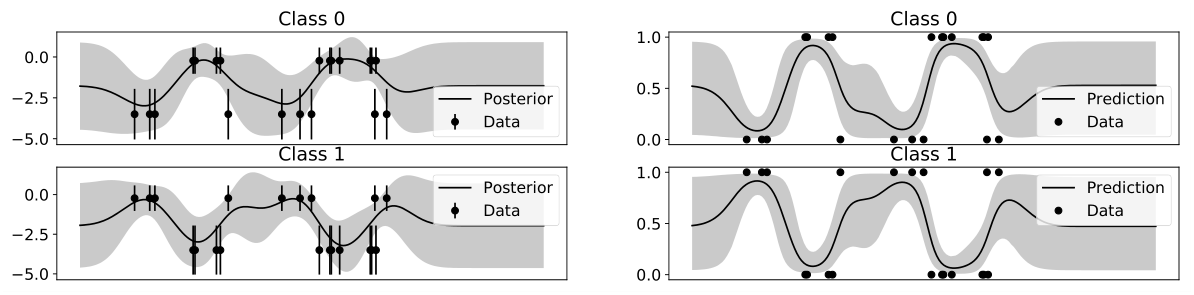 Class 0
0.0
−2.5
−5.0
Posterior
Data
Class 1
0.0
−2.5
−5.0
Posterior
Data
Class 0
1.0
0.5
0.0
Prediction
Data
Class 1
1.0
0.5
0.0
Prediction
Data